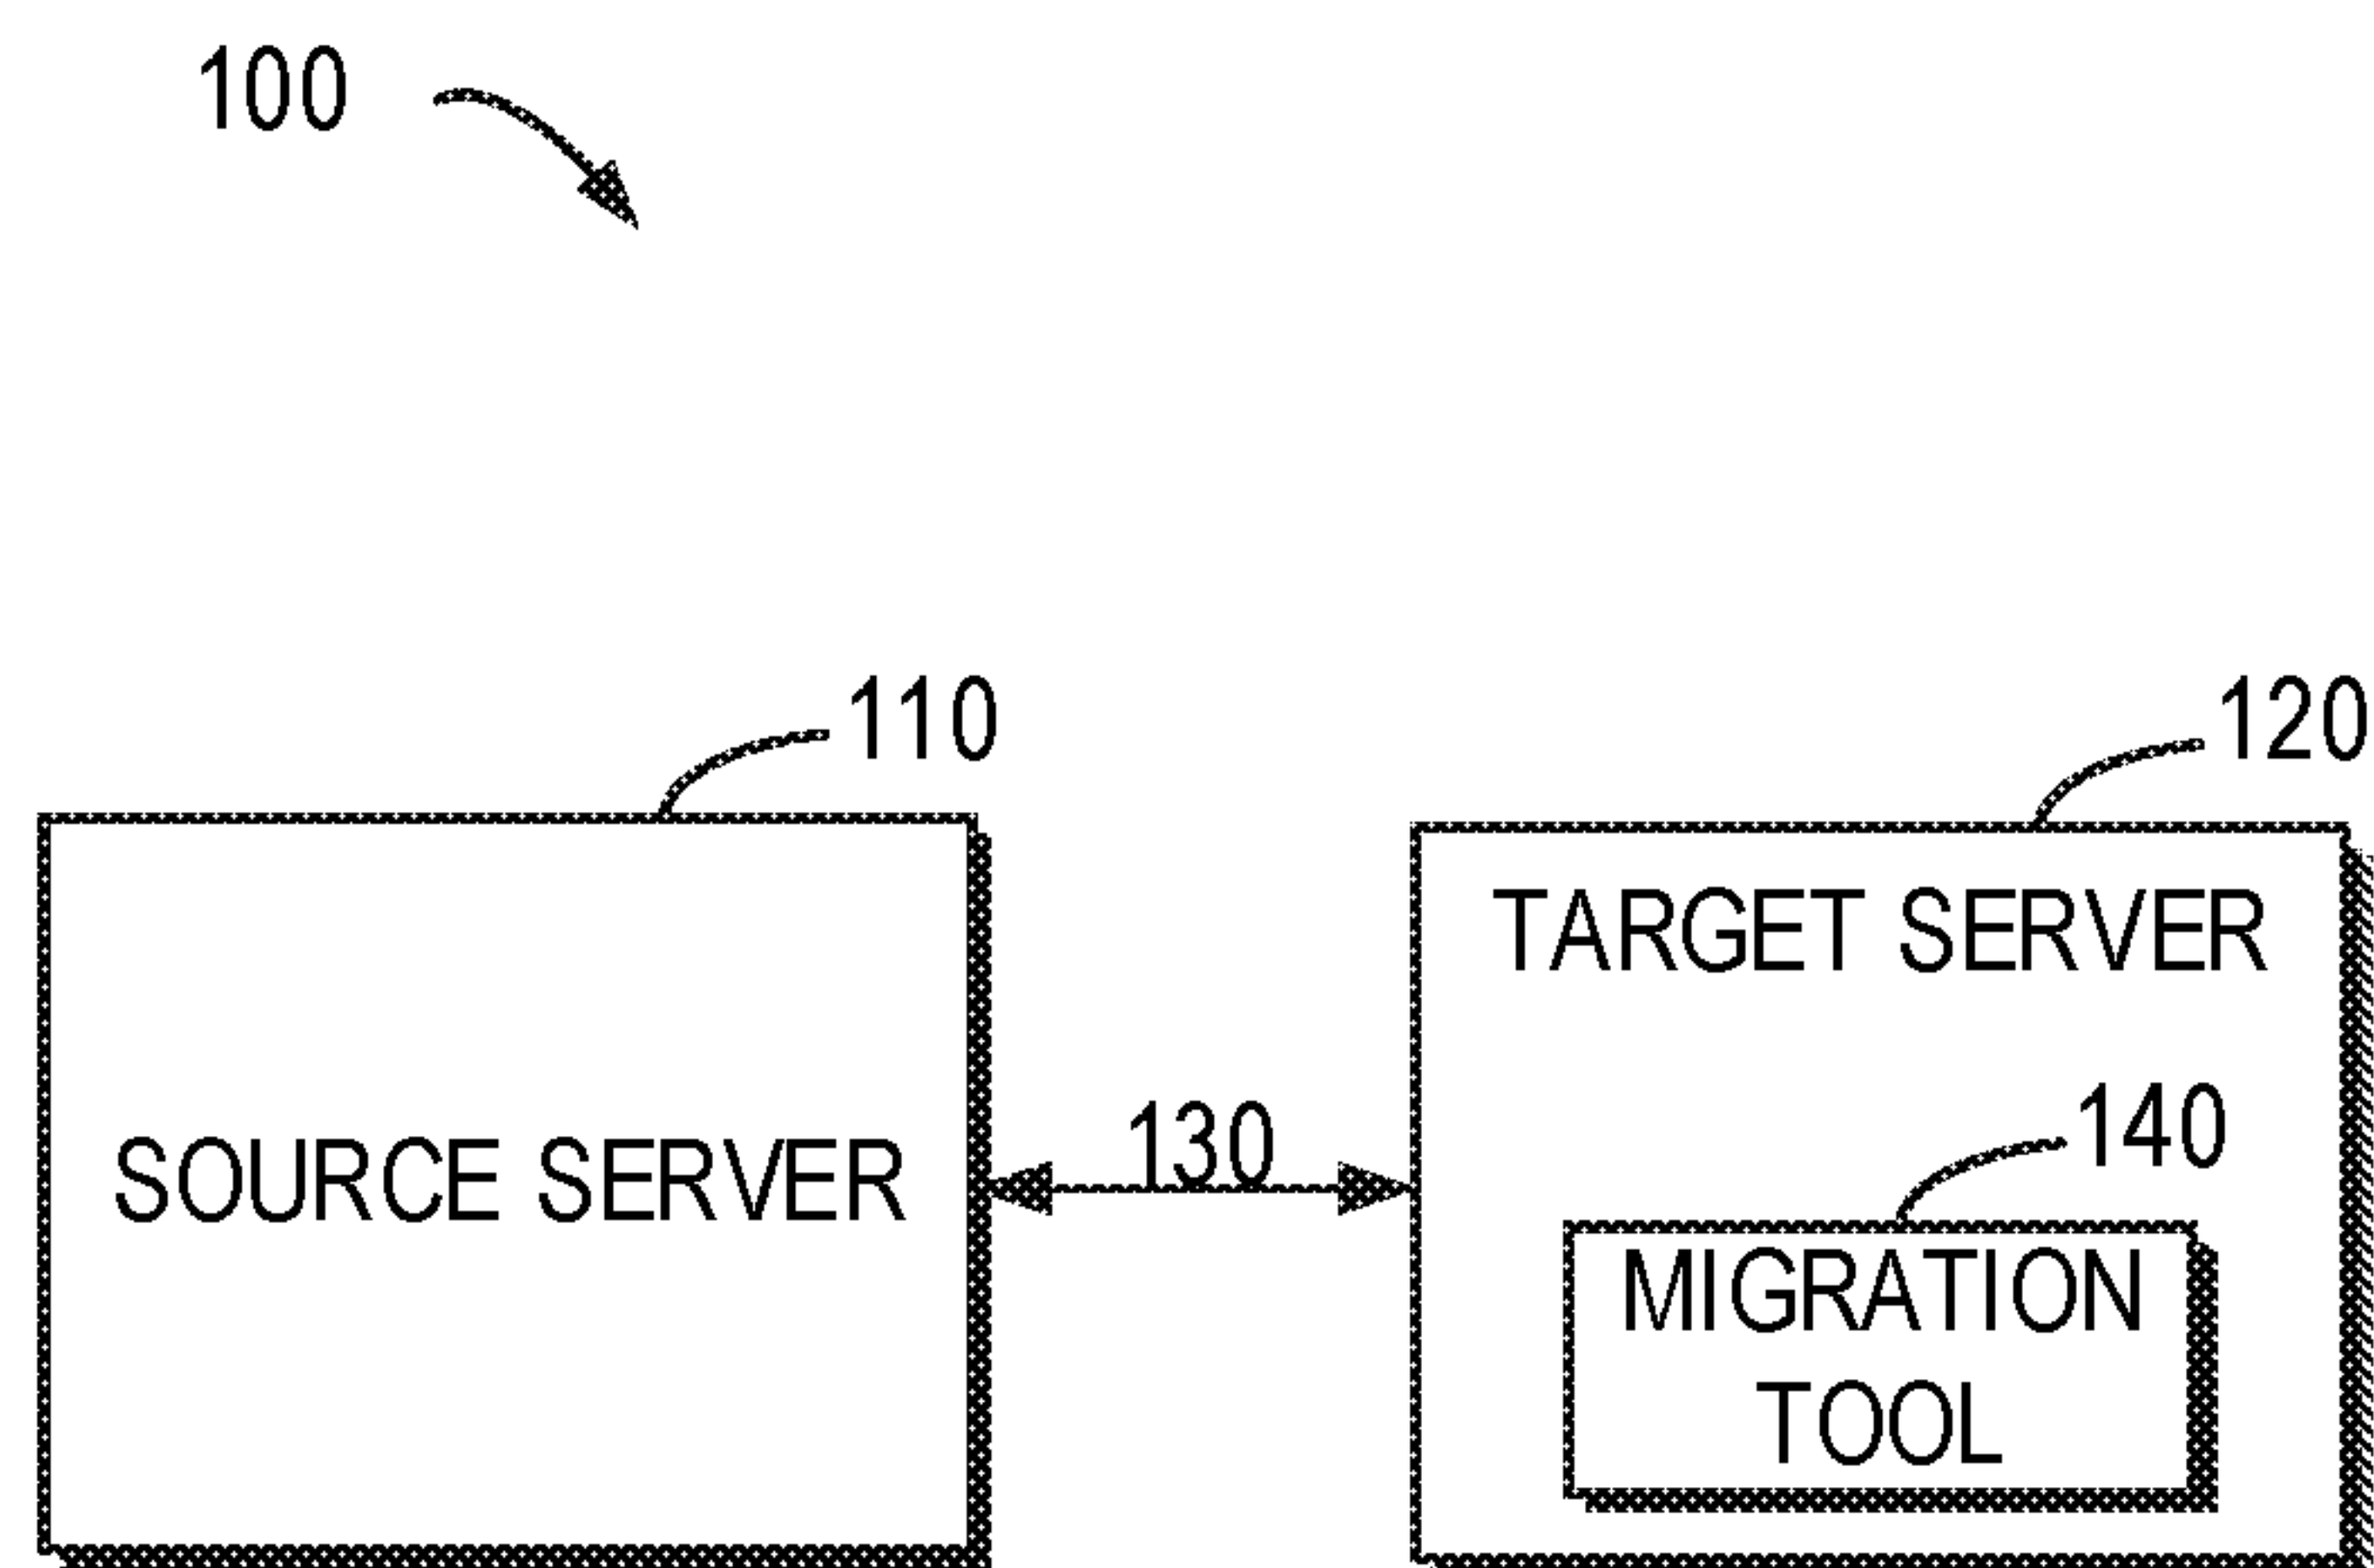 100
110
120
TARGET SERVER
SOURCE SERVER
130
140
MIGRATION
TOOL